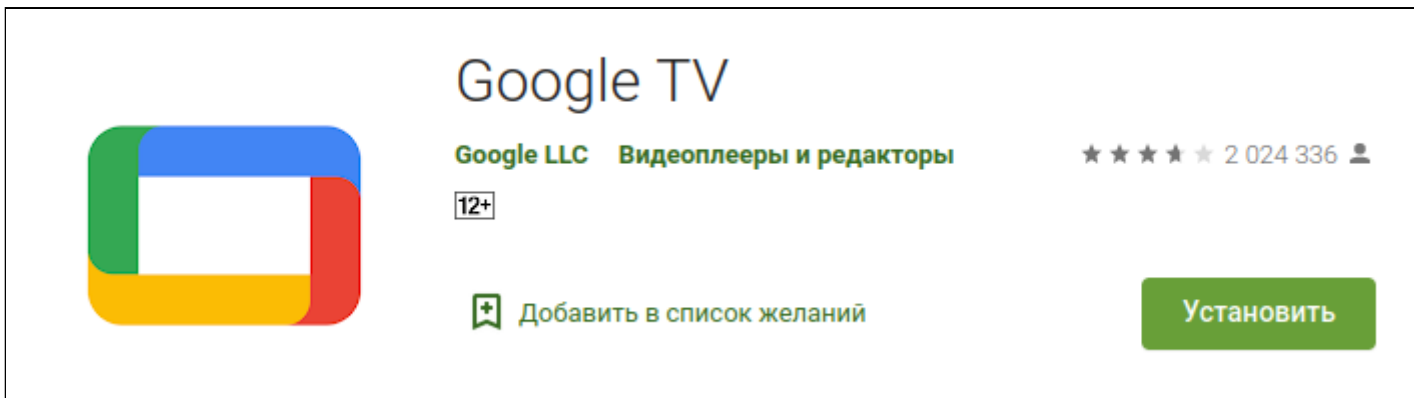 Google TV
Google LLC Видеоплееры и редакторы 2 024 336
12+
Добавить в список желаний Установить